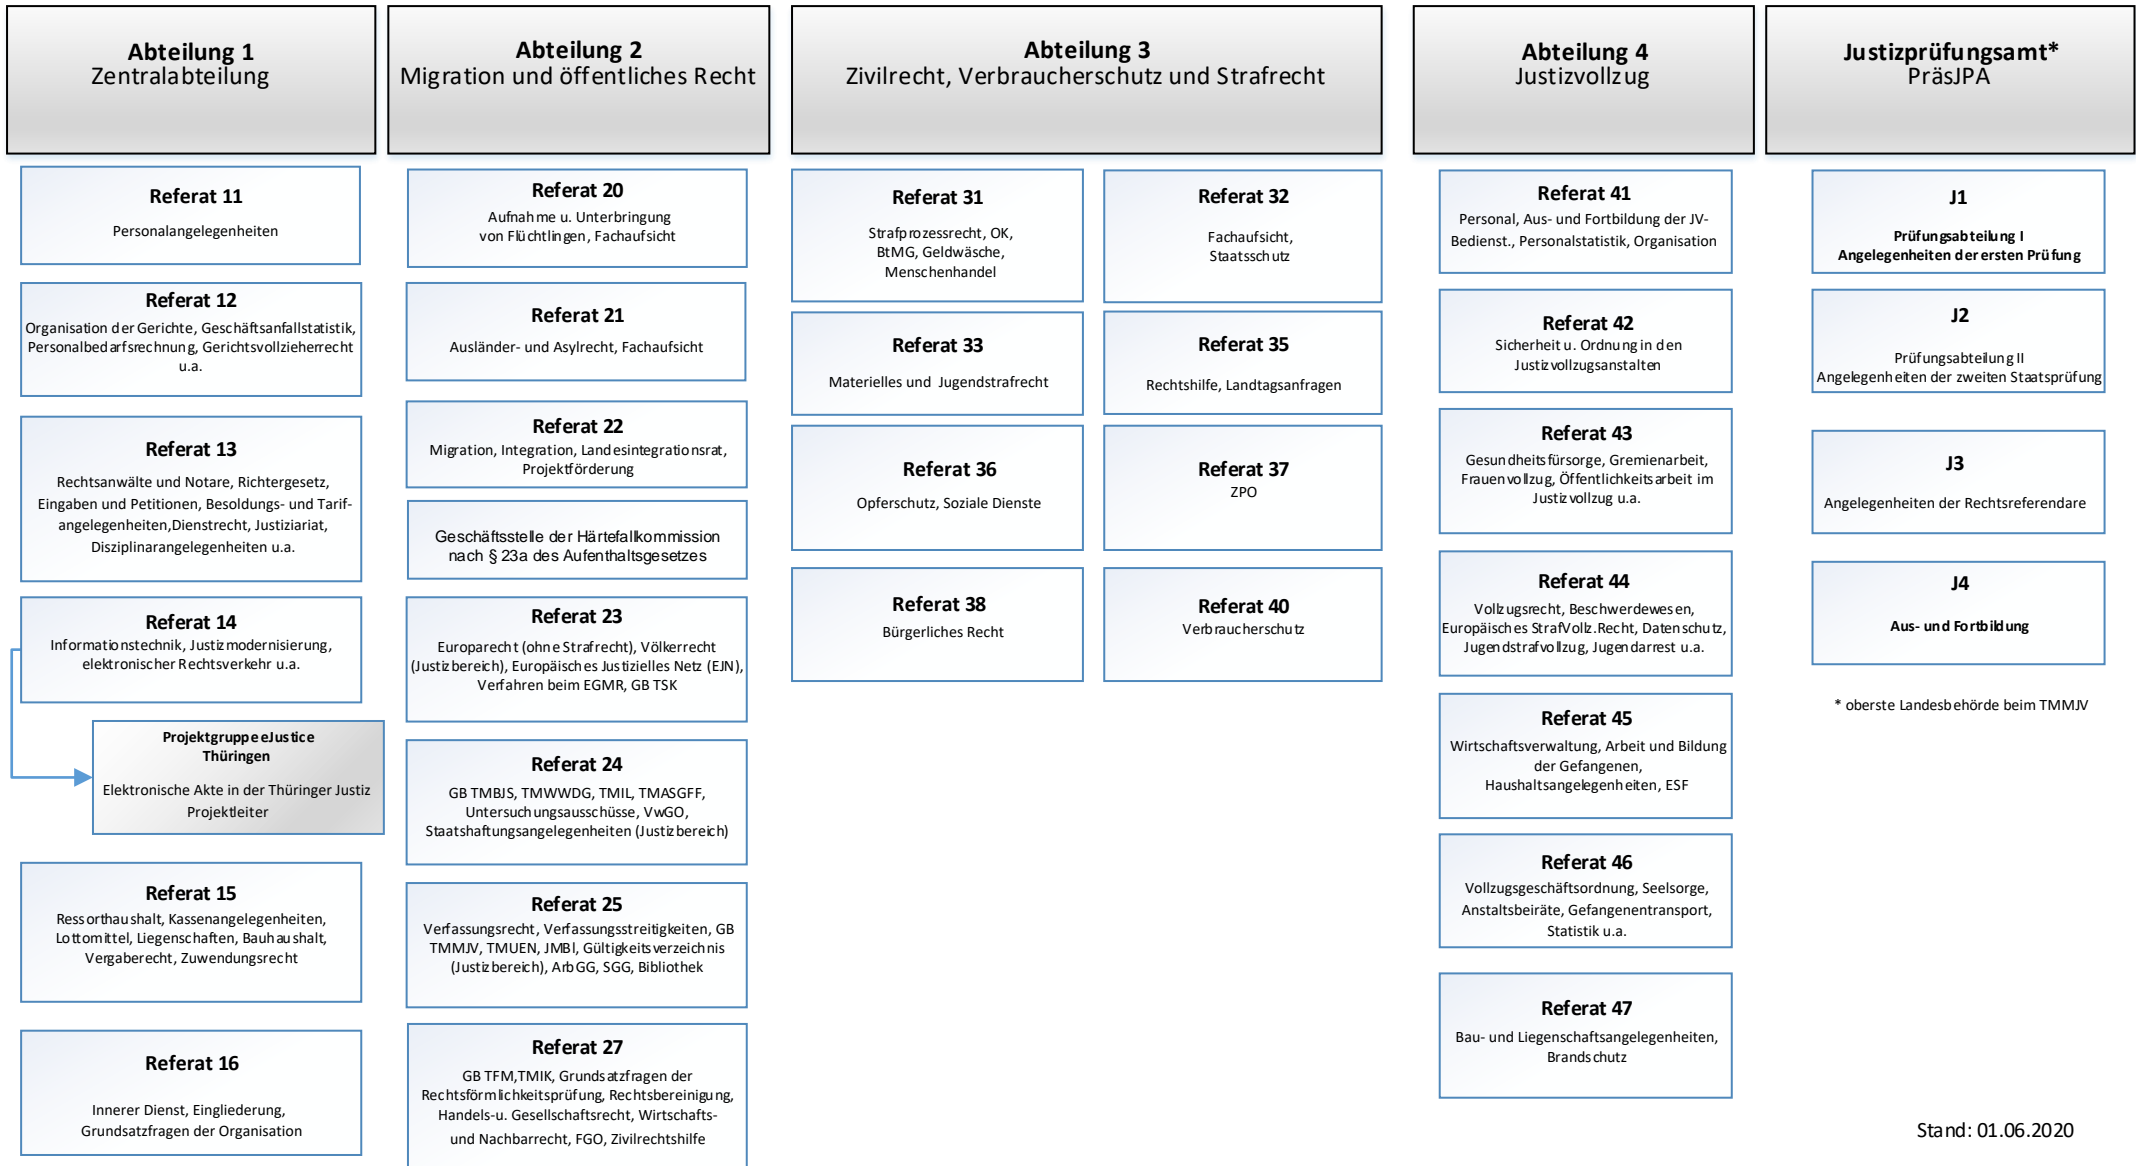 Abteilung 1
Zentralabteilung
Referat 11
Personalangelegenheiten
Referat 12
Organisation der Gerichte, Geschäftsanfallstatistik,
Personalbedarfsrechnung, Gerichtsvollzieherrecht
u.a.
Referat 13
Rechtsanwälte und Notare, Richtergesetz,
Eingaben und Petitionen, Besoldungs- und Tarif-
angelegenheiten,Dienstrecht, Justiziariat,
Disziplinarangelegenheiten u.a.
Referat 14
Informationstechnik, Justizmodernisierung,
elektronischer Rechtsverkehr u.a.
Projektgruppe eJustice
Thüringen
Elektronische Akte in der Thüringer Justiz
Projektleiter
Referat 15
Ressorthaushalt, Kassenangelegenheiten,
Lottomittel, Liegenschaften, Bauhaushalt,
Vergaberecht, Zuwendungsrecht
Referat 16
Innerer Dienst, Eingliederung,
Grundsatzfragen der Organisation
Abteilung 2
Migration und öffentliches Recht
Referat 20
Aufnahme u. Unterbringung
von Flüchtlingen, Fachaufsicht
Referat 21
Ausländer- und Asylrecht, Fachaufsicht
Referat 22
Migration, Integration, Landesintegrationsrat,
Projektförderung
Geschäftsstelle der Härtefallkommission
nach § 23a des Aufenthaltsgesetzes
Referat 23
Europarecht (ohne Strafrecht), Völkerrecht
(Justizbereich), Europäisches Justizielles Netz (EJN),
Verfahren beim EGMR, GB TSK
Referat 24
GB TMBJS, TMWWDG, TMIL, TMASGFF,
Untersuchungsausschüsse, VwGO,
Staatshaftungsangelegenheiten (Justizbereich)
Referat 25
Verfassungsrecht, Verfassungsstreitigkeiten, GB
TMMJV, TMUEN, JMBl, Gültigkeitsverzeichnis
(Justizbereich), ArbGG, SGG, Bibliothek
Referat 27
GB TFM,TMIK, Grundsatzfragen der
Rechtsförmlichkeitsprüfung, Rechtsbereinigung,
Handels-u. Gesellschaftsrecht, Wirtschafts-
und Nachbarrecht, FGO, Zivilrechtshilfe
Abteilung 3
Zivilrecht, Verbraucherschutz und Strafrecht
Referat 31
Strafprozessrecht, OK,
BtMG, Geldwäsche,
Menschenhandel
Referat 32
Fachaufsicht,
Staatsschutz
Referat 33
Materielles und Jugendstrafrecht
Referat 35
Rechtshilfe, Landtagsanfragen
Referat 36
Opferschutz, Soziale Dienste
Referat 37
ZPO
Referat 38
Bürgerliches Recht
Referat 40
Verbraucherschutz
Abteilung 4
Justizvollzug
Referat 41
Personal, Aus- und Fortbildung der JV-
Bedienst., Personalstatistik, Organisation
Referat 42
Sicherheit u. Ordnung in den
Justizvollzugsanstalten
Referat 43
Gesundheitsfürsorge, Gremienarbeit,
Frauenvollzug, Öffentlichkeitsarbeit im
Justizvollzug u.a.
Referat 44
Vollzugsrecht, Beschwerdewesen,
Europäisches StrafVollz.Recht, Datenschutz,
Jugendstrafvollzug, Jugendarrest u.a.
Referat 45
Wirtschaftsverwaltung, Arbeit und Bildung
der Gefangenen,
Haushaltsangelegenheiten, ESF
Referat 46
Vollzugsgeschäftsordnung, Seelsorge,
Anstaltsbeiräte, Gefangenentransport,
Statistik u.a.
Referat 47
Bau- und Liegenschaftsangelegenheiten,
Brandschutz
Justizprüfungsamt*
PräsJPA
J1
Prüfungsabteilung I
Angelegenheiten der ersten Prüfung
J2
Prüfungsabteilung II
Angelegenheiten der zweiten Staatsprüfung
J3
Angelegenheiten der Rechtsreferendare
J4
Aus- und Fortbildung
* oberste Landesbehörde beim TMMJV
Stand: 01.06.2020